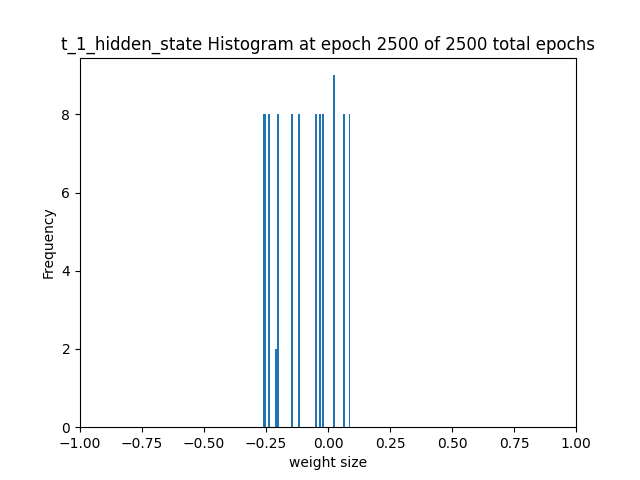 t_1_hidden_state Histogram at epoch 2500 of 2500 total epochs
Frequency
8
6
4
2
0
−1.00 −0.75 −0.50 −0.25 0.00 0.25 0.50 0.75 1.00
weight size